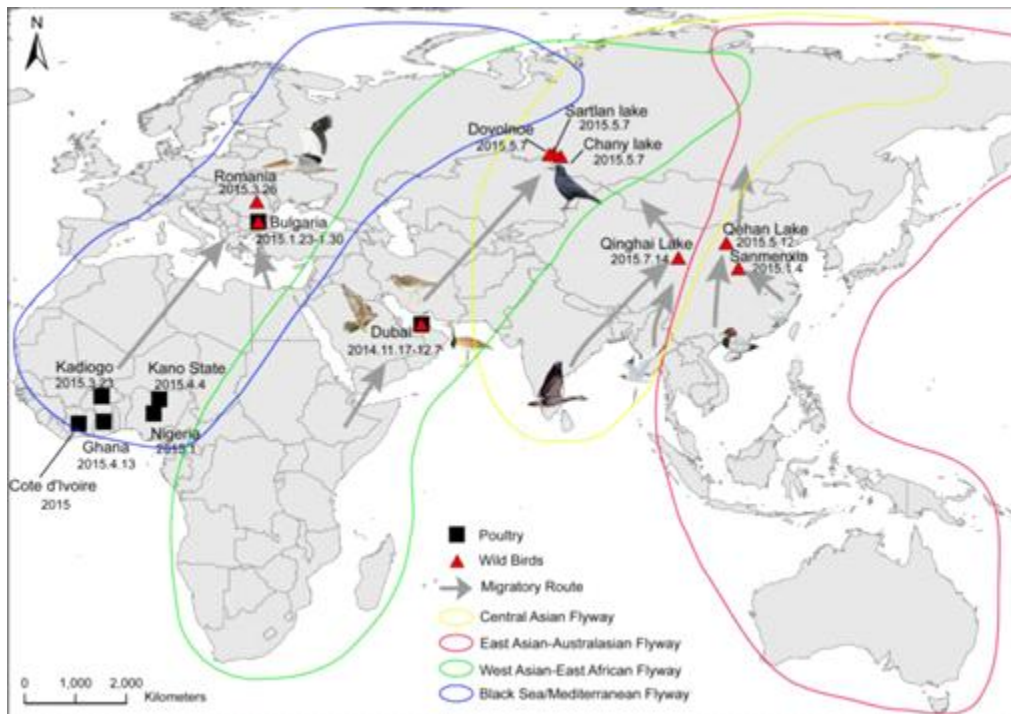 N
Sartlan lake
2015.5.7
Dovolnoe
2015.5.7
Chany lake
2015.5.7
Romania
2015.3.26
Bulgaria
2015.1.23-1.30
Qinghai Lake
2015.7.14
Qehan Lake
2015.5.12
Sanmenxia
2015.1.4
Dubai
2014.11.17-12.7
Kadiogo
2015.3.23
Kano State
2015.4.4
Nigeria
2015.1
Ghana
2015.4.13
Cote d'Ivoire
2015
Poultry
Wild Birds
Migratory Route
Central Asian Flyway
East Asian-Australasian Flyway
West Asian-East African Flyway
Black Sea/Mediterranean Flyway
0 1,000 2,000
Kilometers